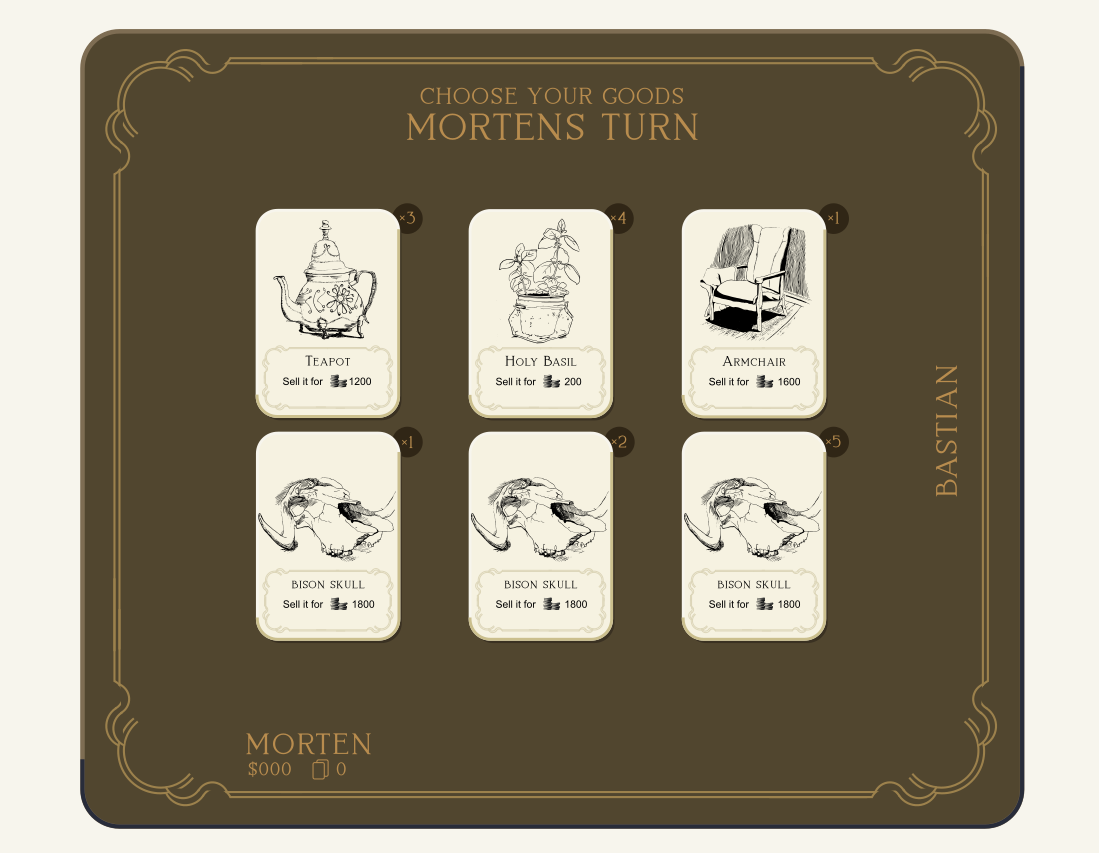 CHOOSE YOUR GOODS
MORTENS TURN
×3
×4
×1
TEAPOT
Sell it for 1200
HOLY BASIL
Sell it for 200
ARMCHAIR
Sell it for 1600
×1
×2
×5
BISON SKULL
Sell it for 1800
BISON SKULL
Sell it for 1800
BISON SKULL
Sell it for 1800
BASTIAN
MORTEN
$000 0